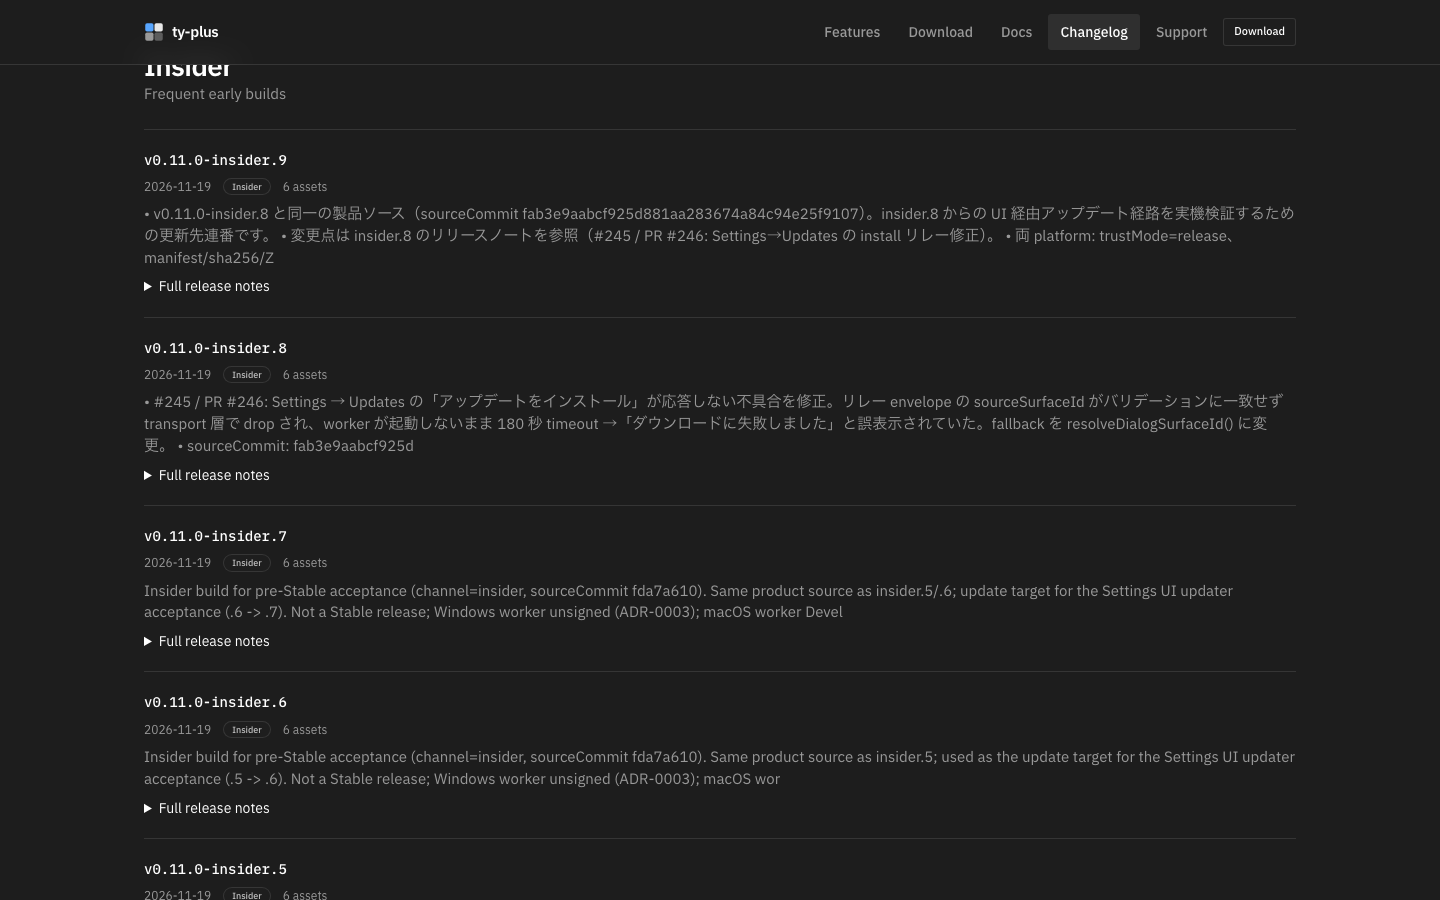 ty-plus
Features
Download
Docs
Changelog
Support
Download
Insider
Frequent early builds
v0.11.0-insider.9
2026-11-19 Insider 6 assets
• v0.11.0-insider.8 と同一の製品ソース（sourceCommit fab3e9aabcf925d881aa283674a84c94e25f9107）。insider.8 からの UI 経由アップデート経路を実機検証するため
の更新先連番です。 • 変更点は insider.8 のリリースノートを参照（#245 / PR #246: Settings→Updates の install リレー修正）。 • 両 platform: trustMode=release、
manifest/sha256/Z
▶ Full release notes
v0.11.0-insider.8
2026-11-19 Insider 6 assets
• #245 / PR #246: Settings → Updates の「アップデートをインストール」が応答しない不具合を修正。リレー envelope の sourceSurfaceId がバリデーションに一致せず
transport 層で drop され、worker が起動しないまま 180 秒 timeout →「ダウンロードに失敗しました」と誤表示されていた。fallback を resolveDialogSurfaceId() に変
更。 • sourceCommit: fab3e9aabcf925d
▶ Full release notes
v0.11.0-insider.7
2026-11-19 Insider 6 assets
Insider build for pre-Stable acceptance (channel=insider, sourceCommit fda7a610). Same product source as insider.5/.6; update target for the Settings UI updater
acceptance (.6 -> .7). Not a Stable release; Windows worker unsigned (ADR-0003); macOS worker Devel
▶ Full release notes
v0.11.0-insider.6
2026-11-19 Insider 6 assets
Insider build for pre-Stable acceptance (channel=insider, sourceCommit fda7a610). Same product source as insider.5; used as the update target for the Settings UI updater
acceptance (.5 -> .6). Not a Stable release; Windows worker unsigned (ADR-0003); macOS wor
▶ Full release notes
v0.11.0-insider.5
2026-11-19 Insider 6 assets